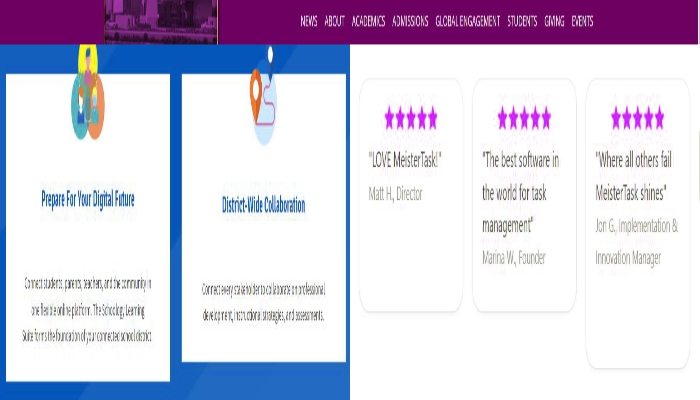 NEWS ABOUT ACADEMICS ADMISSIONS GLOBAL ENGAGEMENT STUDENTS GIVING EVENTS
Prepare For Your Digital Future
Connect students, parents, teachers, and the community in
one flexible online platform. The Schoology Learning
Suite forms the foundation of your connected school district.
District-Wide Collaboration
Connect every stakeholder to collaborate on professional
development, instructional strategies, and assessments.
"LOVE MeisterTask!"
Matt H., Director
"The best software in
the world for task
management"
Marina W., Founder
"Where all others fail
MeisterTask shines"
Jon G., Implementation &
Innovation Manager